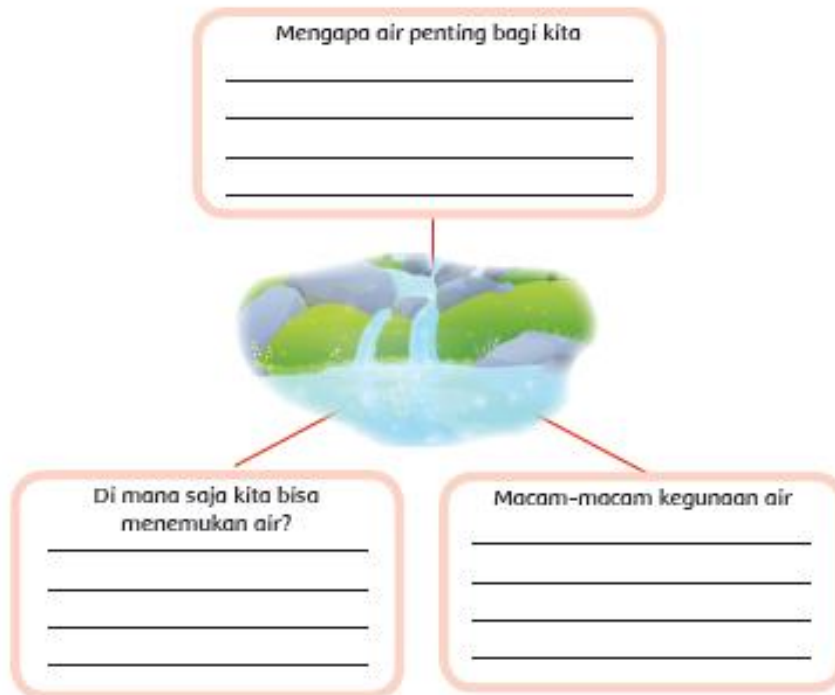 Mengapa air penting bagi kita
Di mana saja kita bisa
menemukan air?
Macam-macam kegunaan air